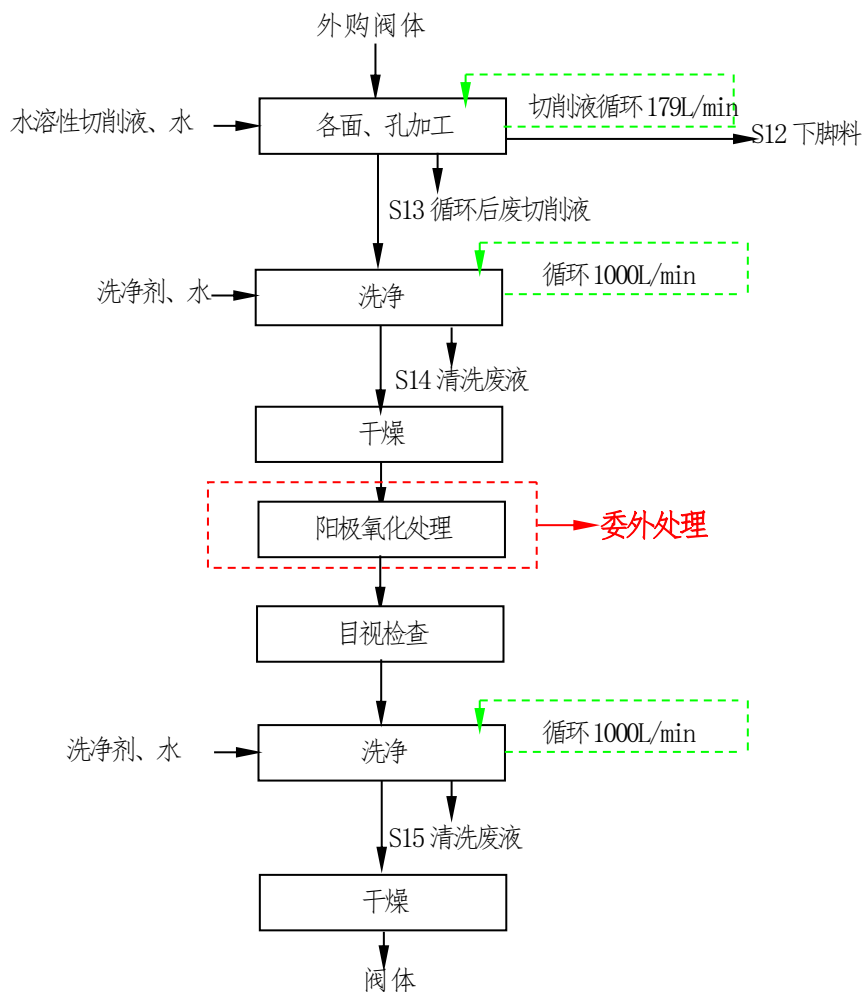 外购阀体
切削液循环 179L/min
水溶性切削液、水
各面、孔加工
S12 下脚料
S13 循环后废切削液
循环 1000L/min
洗净剂、水
洗净
S14 清洗废液
干燥
阳极氧化处理
委外处理
目视检查
循环 1000L/min
洗净剂、水
洗净
S15 清洗废液
干燥
阀体